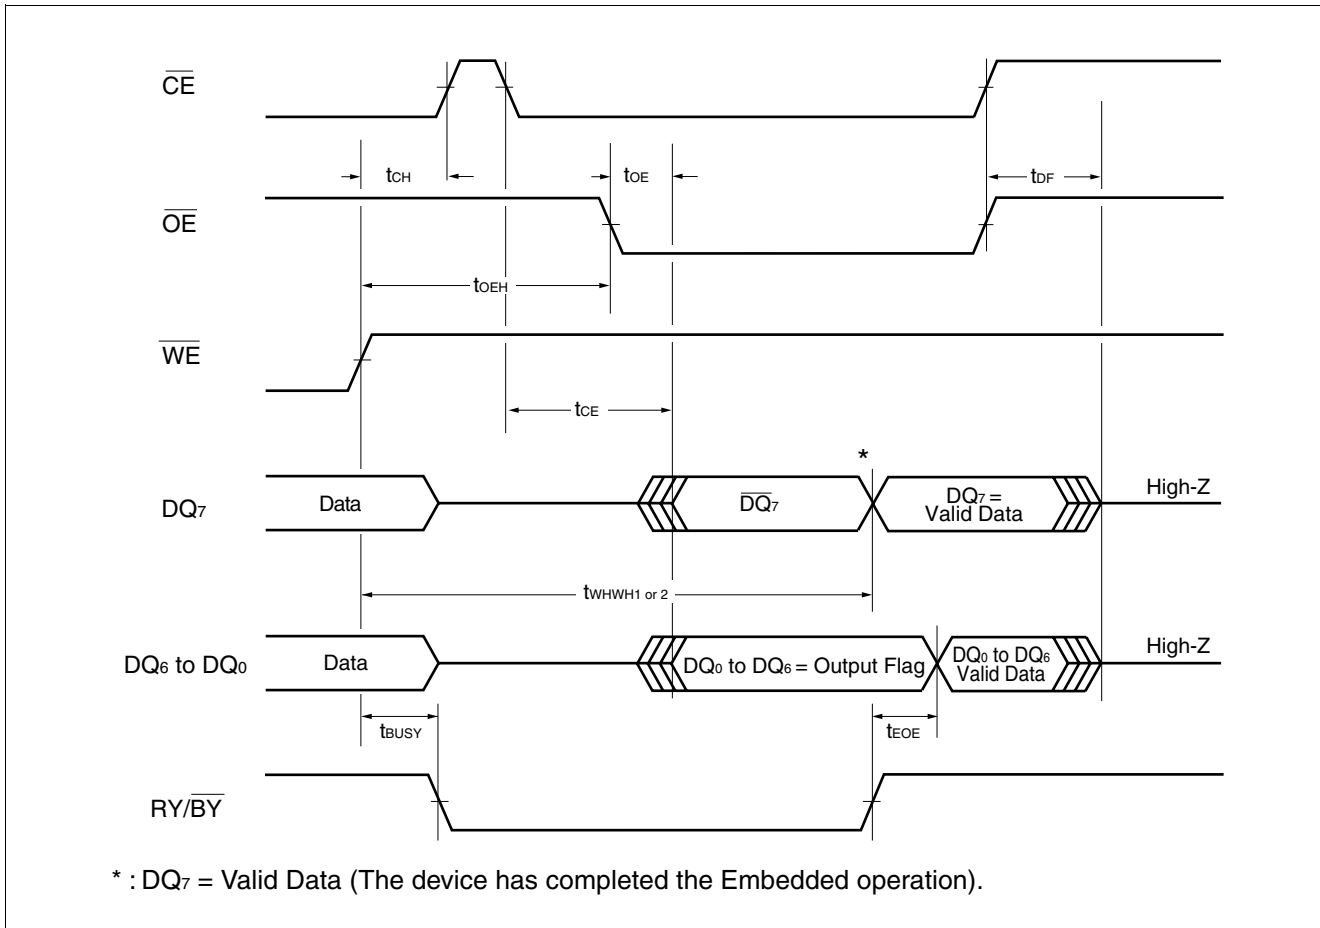 CE
tCH
tOE
tDF
OE
tOEH
WE
tCE
*
DQ7
Data
DQ7
DQ7 =
Valid Data
High-Z
tWHWH1 or 2
DQ6 to DQ0
Data
DQ0 to DQ6 = Output Flag
DQ0 to DQ6
Valid Data
High-Z
tBUSY
tEOE
RY/BY
* : DQ7 = Valid Data (The device has completed the Embedded operation).